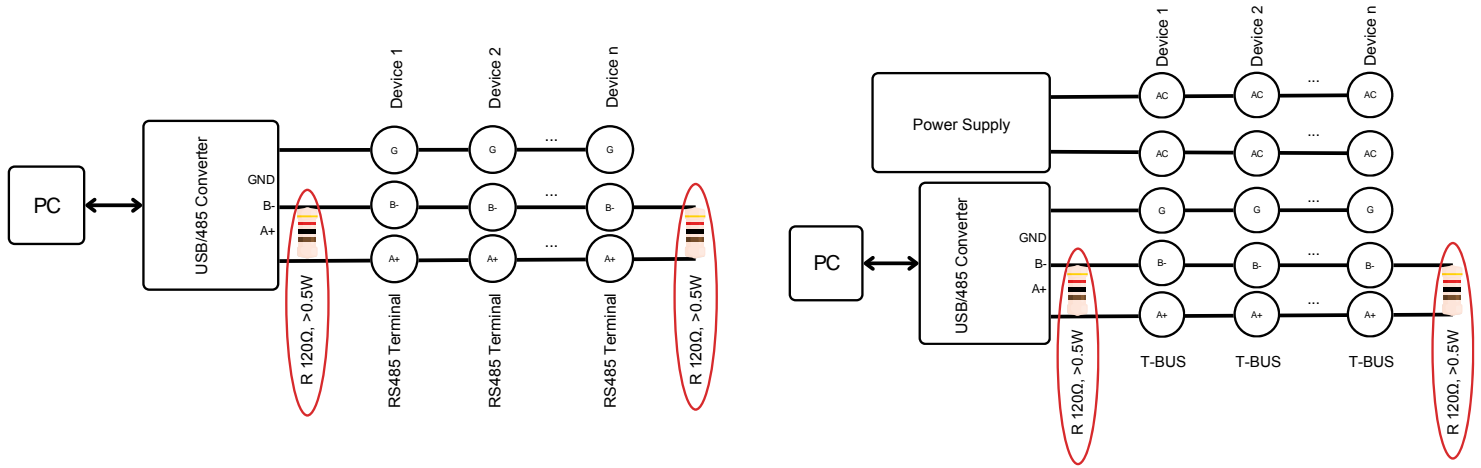 Device 1
Device 2
Device n
G
G
...
G
USB/485 Converter
GND
B-
A+
PC
B-
B-
...
B-
A+
A+
...
A+
R 120Ω, >0.5W
RS485 Terminal
RS485 Terminal
RS485 Terminal
R 120Ω, >0.5W
Device 1
Device 2
Device n
Power Supply
AC
AC
...
AC
AC
AC
...
AC
USB/485 Converter
GND
B-
A+
PC
G
G
...
G
B-
B-
...
B-
A+
A+
...
A+
R 120Ω, >0.5W
T-BUS
T-BUS
T-BUS
R 120Ω, >0.5W